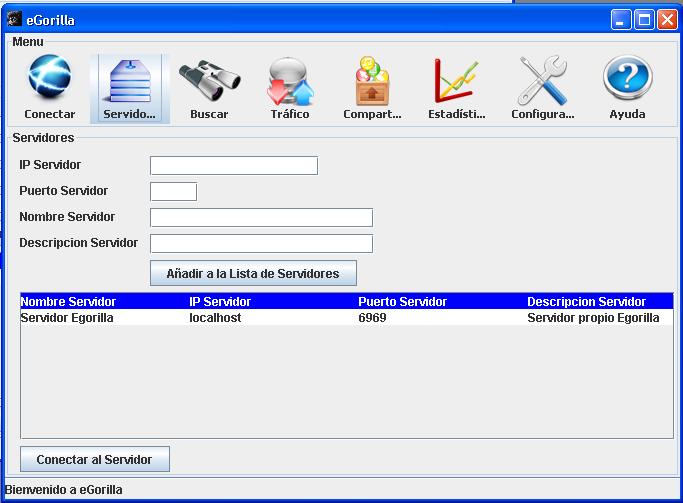 eGorilla
Menu
Conectar Servido... Buscar Tráfico Compart... Estadísti... Configura... Ayuda
Servidores
IP Servidor
Puerto Servidor
Nombre Servidor
Descripcion Servidor
Añadir a la Lista de Servidores
Nombre Servidor IP Servidor Puerto Servidor Descripcion Servidor
Servidor Egorilla localhost 6969 Servidor propio Egorilla
Conectar al Servidor
Bienvenido a eGorilla